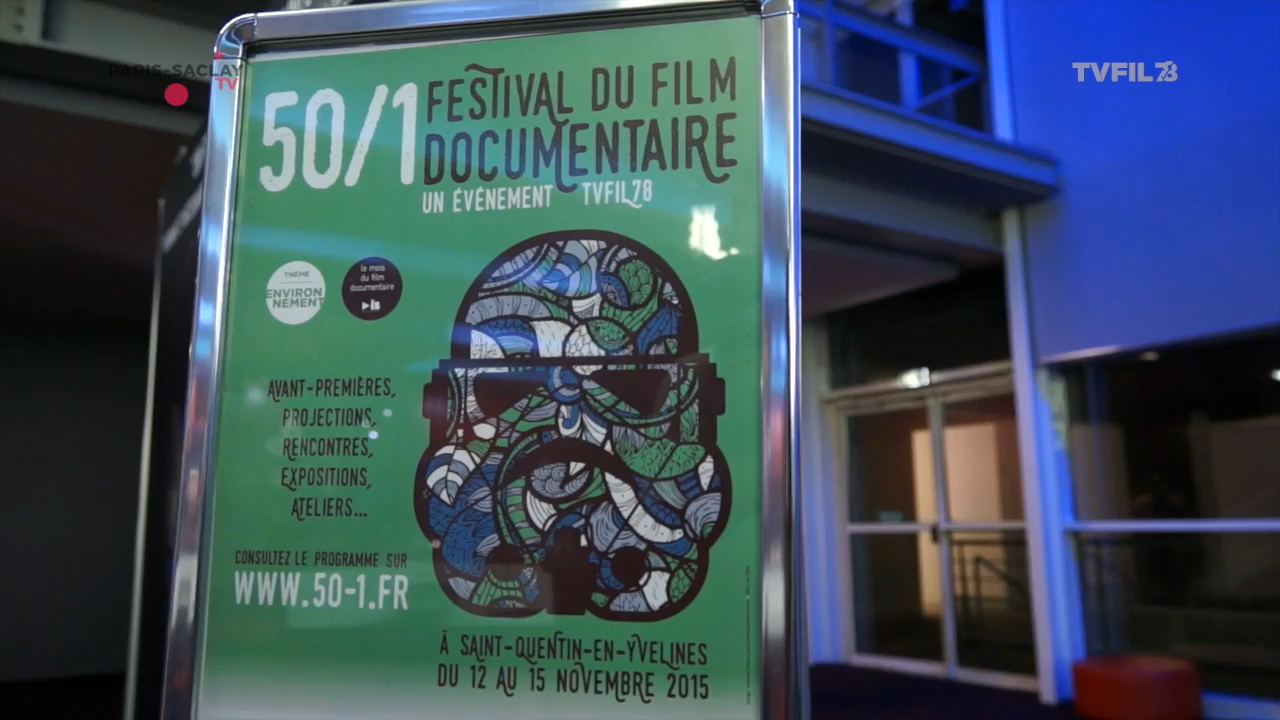 PARIS-SACLAY
TV
TVFIL78
50/1
FESTIVAL DU FILM
DOCUMENTAIRE
UN ÉVÉNEMENT TVFIL78
THÈME
ENVIRON
NEMENT
le mois
du film
documentaire
AVANT-PREMIÈRES,
PROJECTIONS,
RENCONTRES,
EXPOSITIONS,
ATELIERS...
CONSULTEZ LE PROGRAMME SUR
WWW.50-1.FR
À SAINT-QUENTIN-EN-YVELINES
DU 12 AU 15 NOVEMBRE 2015